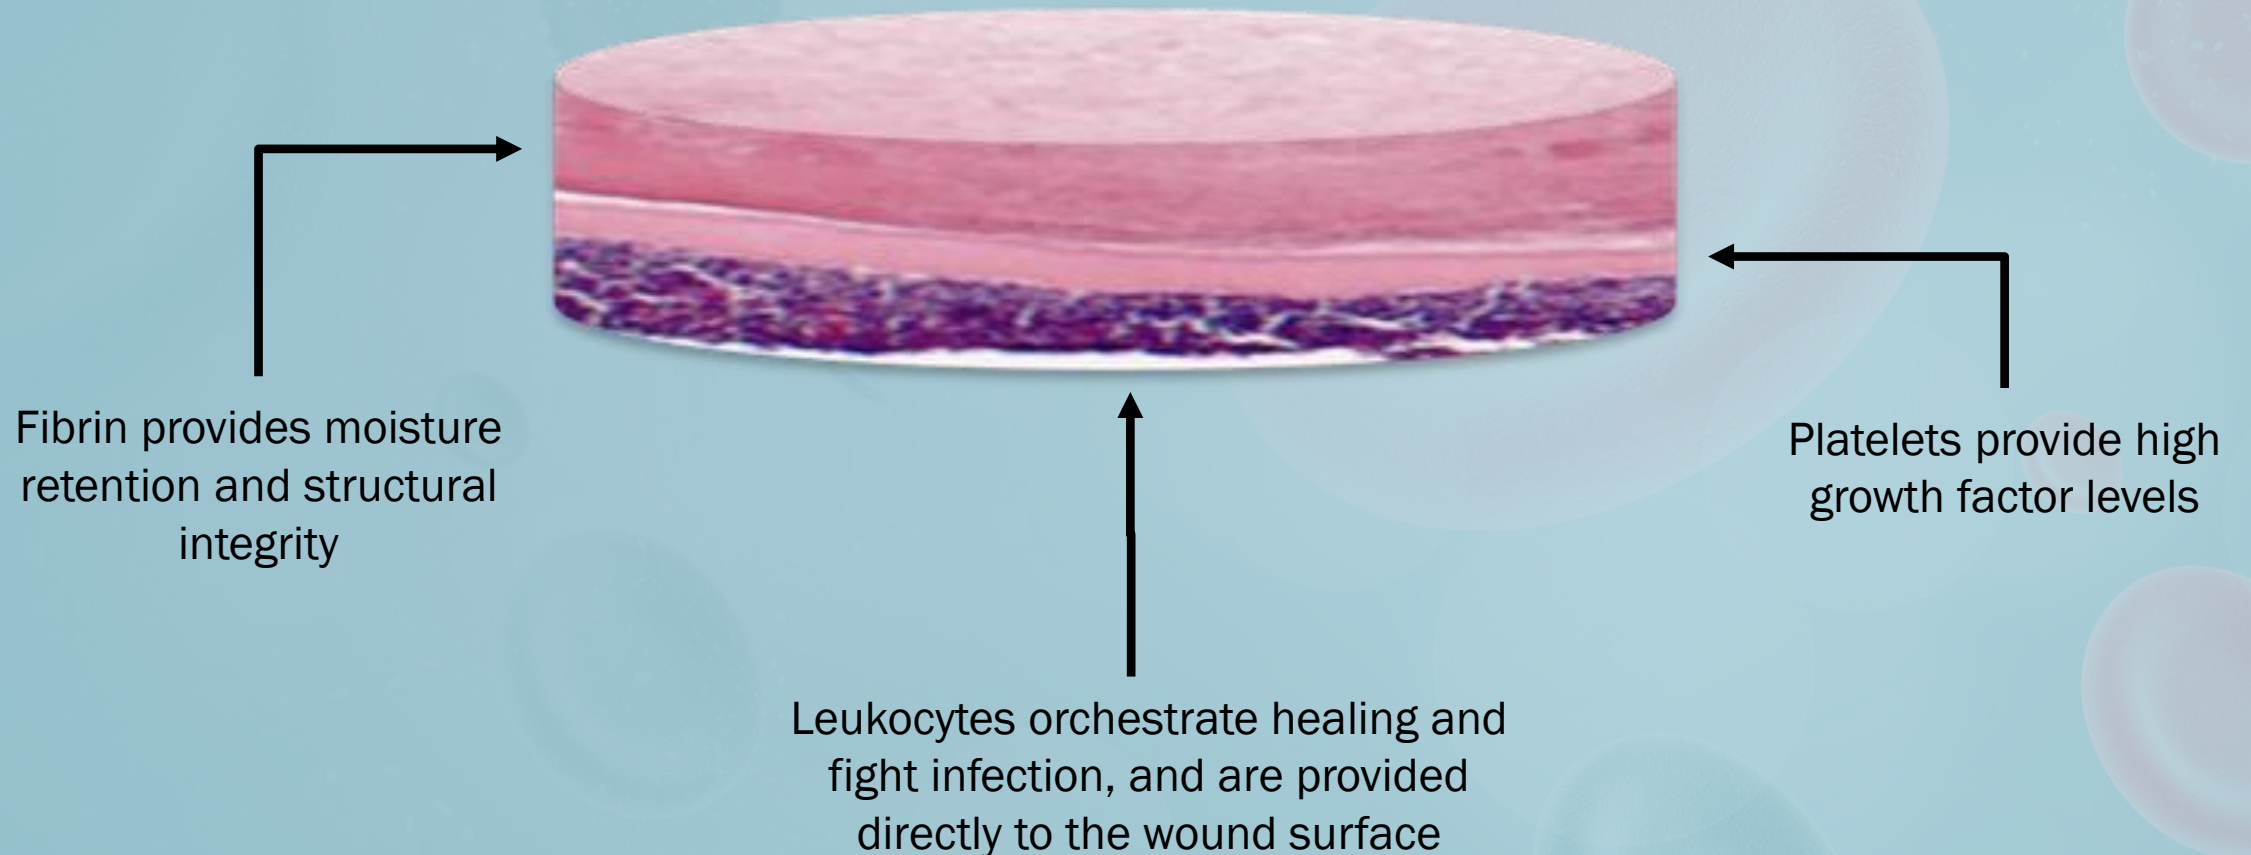 Fibrin provides moisture
retention and structural
integrity
Platelets provide high
growth factor levels
Leukocytes orchestrate healing and
fight infection, and are provided
directly to the wound surface